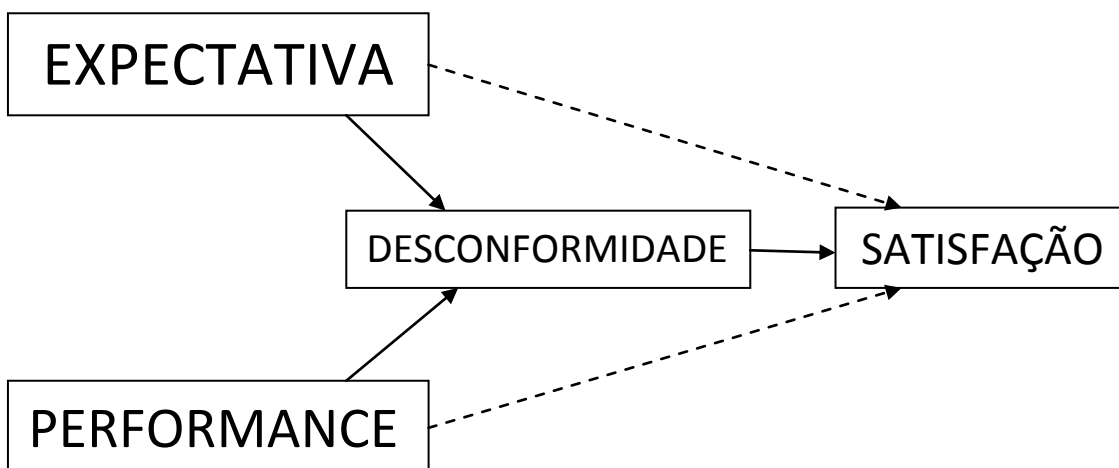 EXPECTATIVA
DESCONFORMIDADE
SATISFAÇÃO
PERFORMANCE